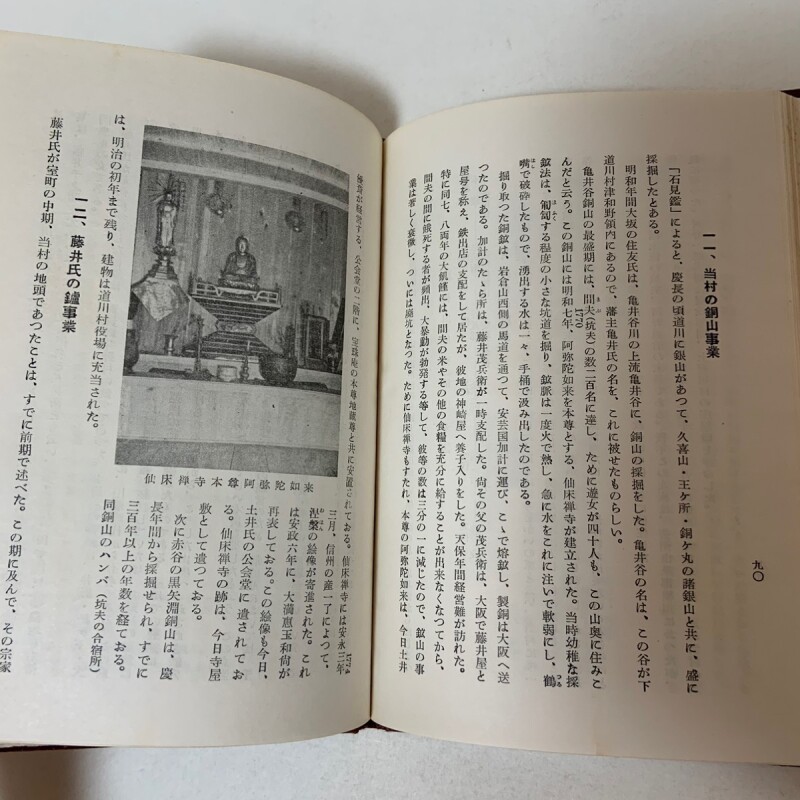 九〇
一一、当村の銅山事業
「石見鑑」によると、慶長の頃道川に銀山があつて、久喜山・王ケ所・銅ケ丸の諸銀山と共に、盛に
採掘したとある。
明和年間大坂の住友氏は、亀井谷川の上流亀井谷に、銅山の採掘をした。亀井谷の名は、この谷が下
道川村津和野領内にあるので、藩主亀井氏の名を、これに被せたものらしい。
亀井谷銅山の最盛期には、間夫(坑夫)の数二百名に達し、ために遊女が四十人も、この山奥に住みこ
んだと云う。この銅山には明和七年、阿弥陀如来を本尊とする、仙床禅寺が建立された。当時幼稚な採
1770
鉱法は、匍匐する程度の小さな坑道を掘り、鉱脈は一度火で熱し、急に水をこれに注いで軟弱にし、鶴
嘴で破砕したもので、湧出する水は一々、手桶で汲み出したのである。
掘り取つた銅鉱は、岩倉山西側の馬道を通つて、安芸国加計に運び、こゝで熔鉱し、製銅は大阪へ送
つたのである。加計のたゝら所は、藤井茂兵衛が一時支配した。尚その父の茂兵衛は、大阪で藤井屋と
屋号を称え、鉄出店の支配をして居たが、彼地の神崎屋へ養子入りをした。天保年間経営難が訪れた。
特に同七、八両年の大飢饉には、間夫の米やその他の食糧を充分に給することが出来なくなつてから、
間夫の間に餓死する者が頻出、大暴動が勃発する等して、彼等の数は三分の一に減じたので、鉱山の事
業は著しく衰微し、ついには廃坑となつた。ために仙床禅寺もすたれ、本尊の阿弥陀如来は、今日土井
経営する、公会堂の二階に、宝珠庵の本尊地蔵尊と共に安置されておる。仙床禅寺には安永三年
1774
仙床禅寺本尊阿弥陀如来
三月、信州の産一了によつて、
涅槃の絵像が寄進された。これ
は安政六年に、大満恵玉和尚が
再表しておる。この絵像も今日、
土井氏の公会堂に遺されてお
る。仙床禅寺の跡は、今日寺屋
敷として遺つておる。
次に赤谷の黒矢淵銅山は、慶
長年間から採掘せられ、すでに
三百年以上の年数を経ておる。
同銅山のハンバ(坑夫の合宿所)
は、明治の初年まで残り、建物は道川村役場に充当された。
一二、藤井氏の鑪事業
藤井氏が室町の中期、当村の地頭であつたことは、すでに前期で述べた。この期に及んで、その宗家